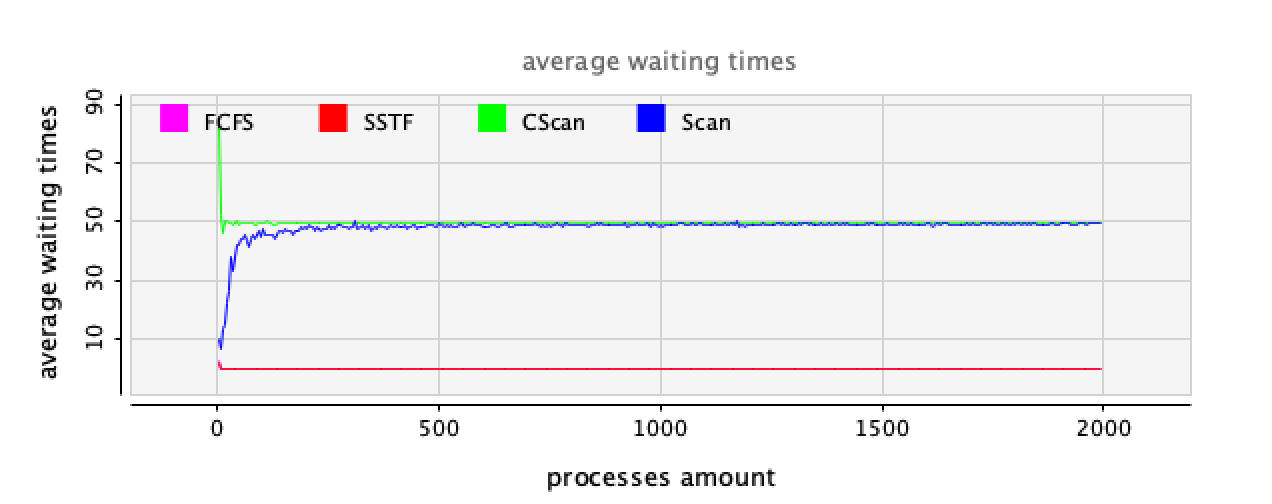 average waiting times
FCFS SSTF CScan Scan
average waiting times
90
70
50
30
10
0 500 1000 1500 2000
processes amount